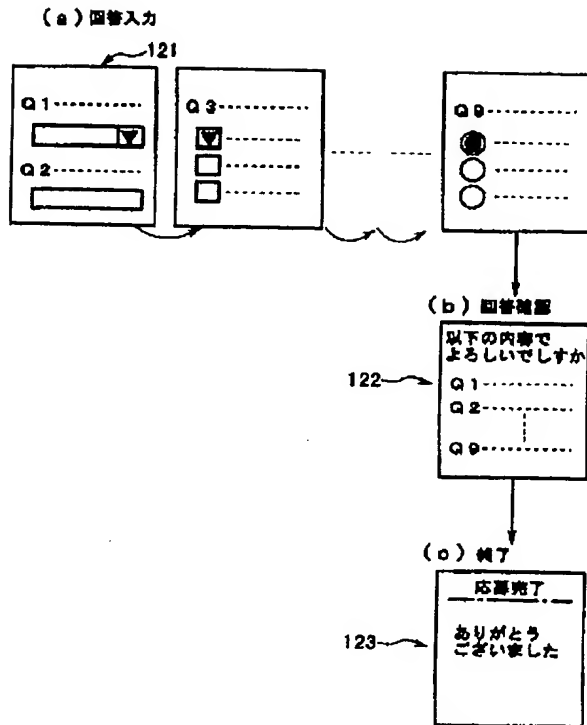 (a) 回答入力
121
Q1
Q2
Q3
Q9
(b) 回答確認
以下の内容で
よろしいでしすか
122
Q1
Q2
Q9
(c) 終了
応募完了
123
ありがとう
ございました